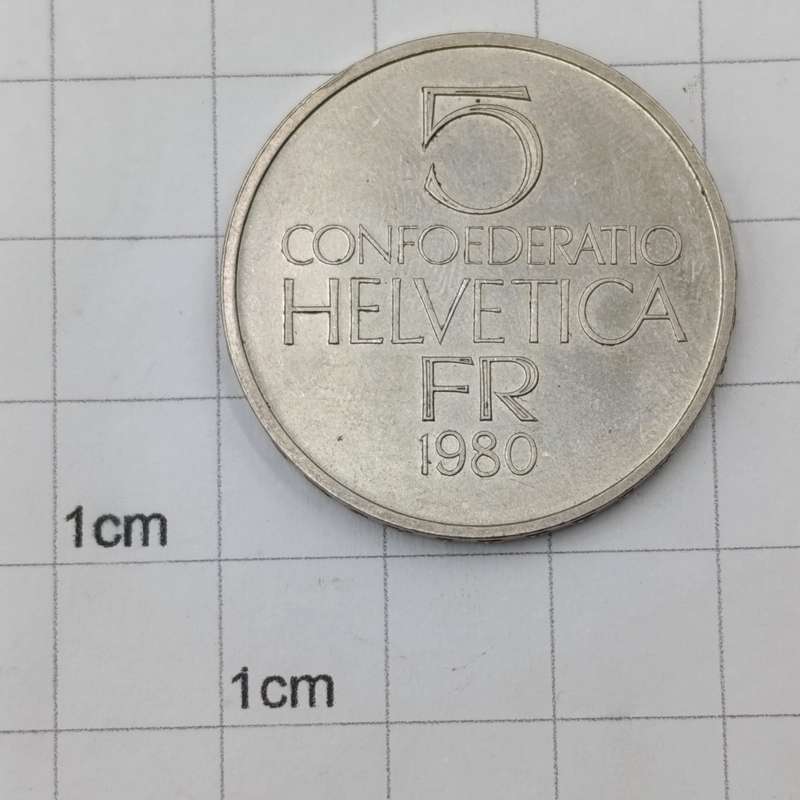 5
CONFOEDERATIO
HELVETICA
FR
1980
1cm
1cm